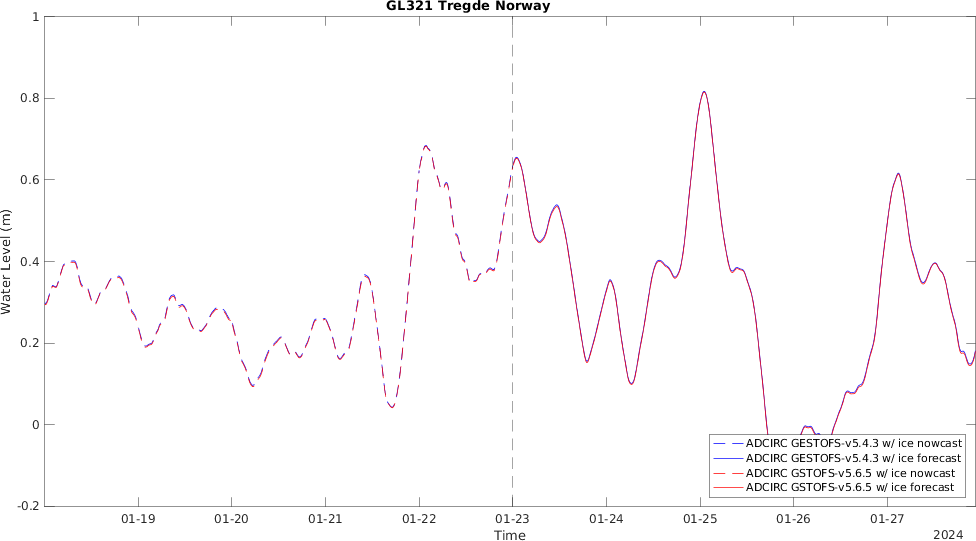 GL321 Tregde Norway
1
0.8
0.6
0.4
0.2
0
-0.2
Water Level (m)
ADCIRC GESTOFS-v5.4.3 w/ ice nowcast
ADCIRC GESTOFS-v5.4.3 w/ ice forecast
ADCIRC GSTOFS-v5.6.5 w/ ice nowcast
ADCIRC GSTOFS-v5.6.5 w/ ice forecast
01-19 01-20 01-21 01-22 01-23 01-24 01-25 01-26 01-27
Time
2024